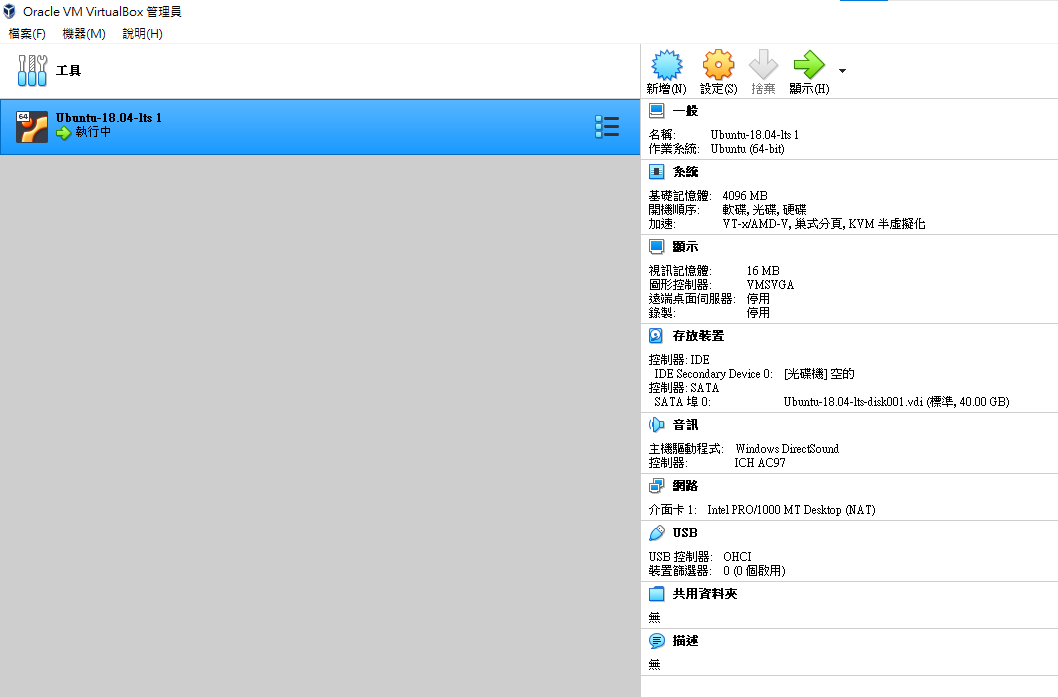 Oracle VM VirtualBox 管理員
檔案(F) 機器(M) 說明(H)
工具
新增(N) 設定(S) 捨棄 顯示(H)
64
Ubuntu-18.04-lts 1
執行中
一般
名稱: Ubuntu-18.04-lts 1
作業系統: Ubuntu (64-bit)
系統
基礎記憶體: 4096 MB
開機順序: 軟碟, 光碟, 硬碟
加速: VT-x/AMD-V, 巢式分頁, KVM 半虛擬化
顯示
視訊記憶體: 16 MB
圖形控制器: VMSVGA
遠端桌面伺服器: 停用
錄製: 停用
存放裝置
控制器: IDE
IDE Secondary Device 0: [光碟機] 空的
控制器: SATA
SATA 埠 0: Ubuntu-18.04-lts-disk001.vdi (標準, 40.00 GB)
音訊
主機驅動程式: Windows DirectSound
控制器: ICH AC97
網路
介面卡 1: Intel PRO/1000 MT Desktop (NAT)
USB
USB 控制器: OHCI
裝置篩選器: 0 (0 個啟用)
共用資料夾
無
描述
無